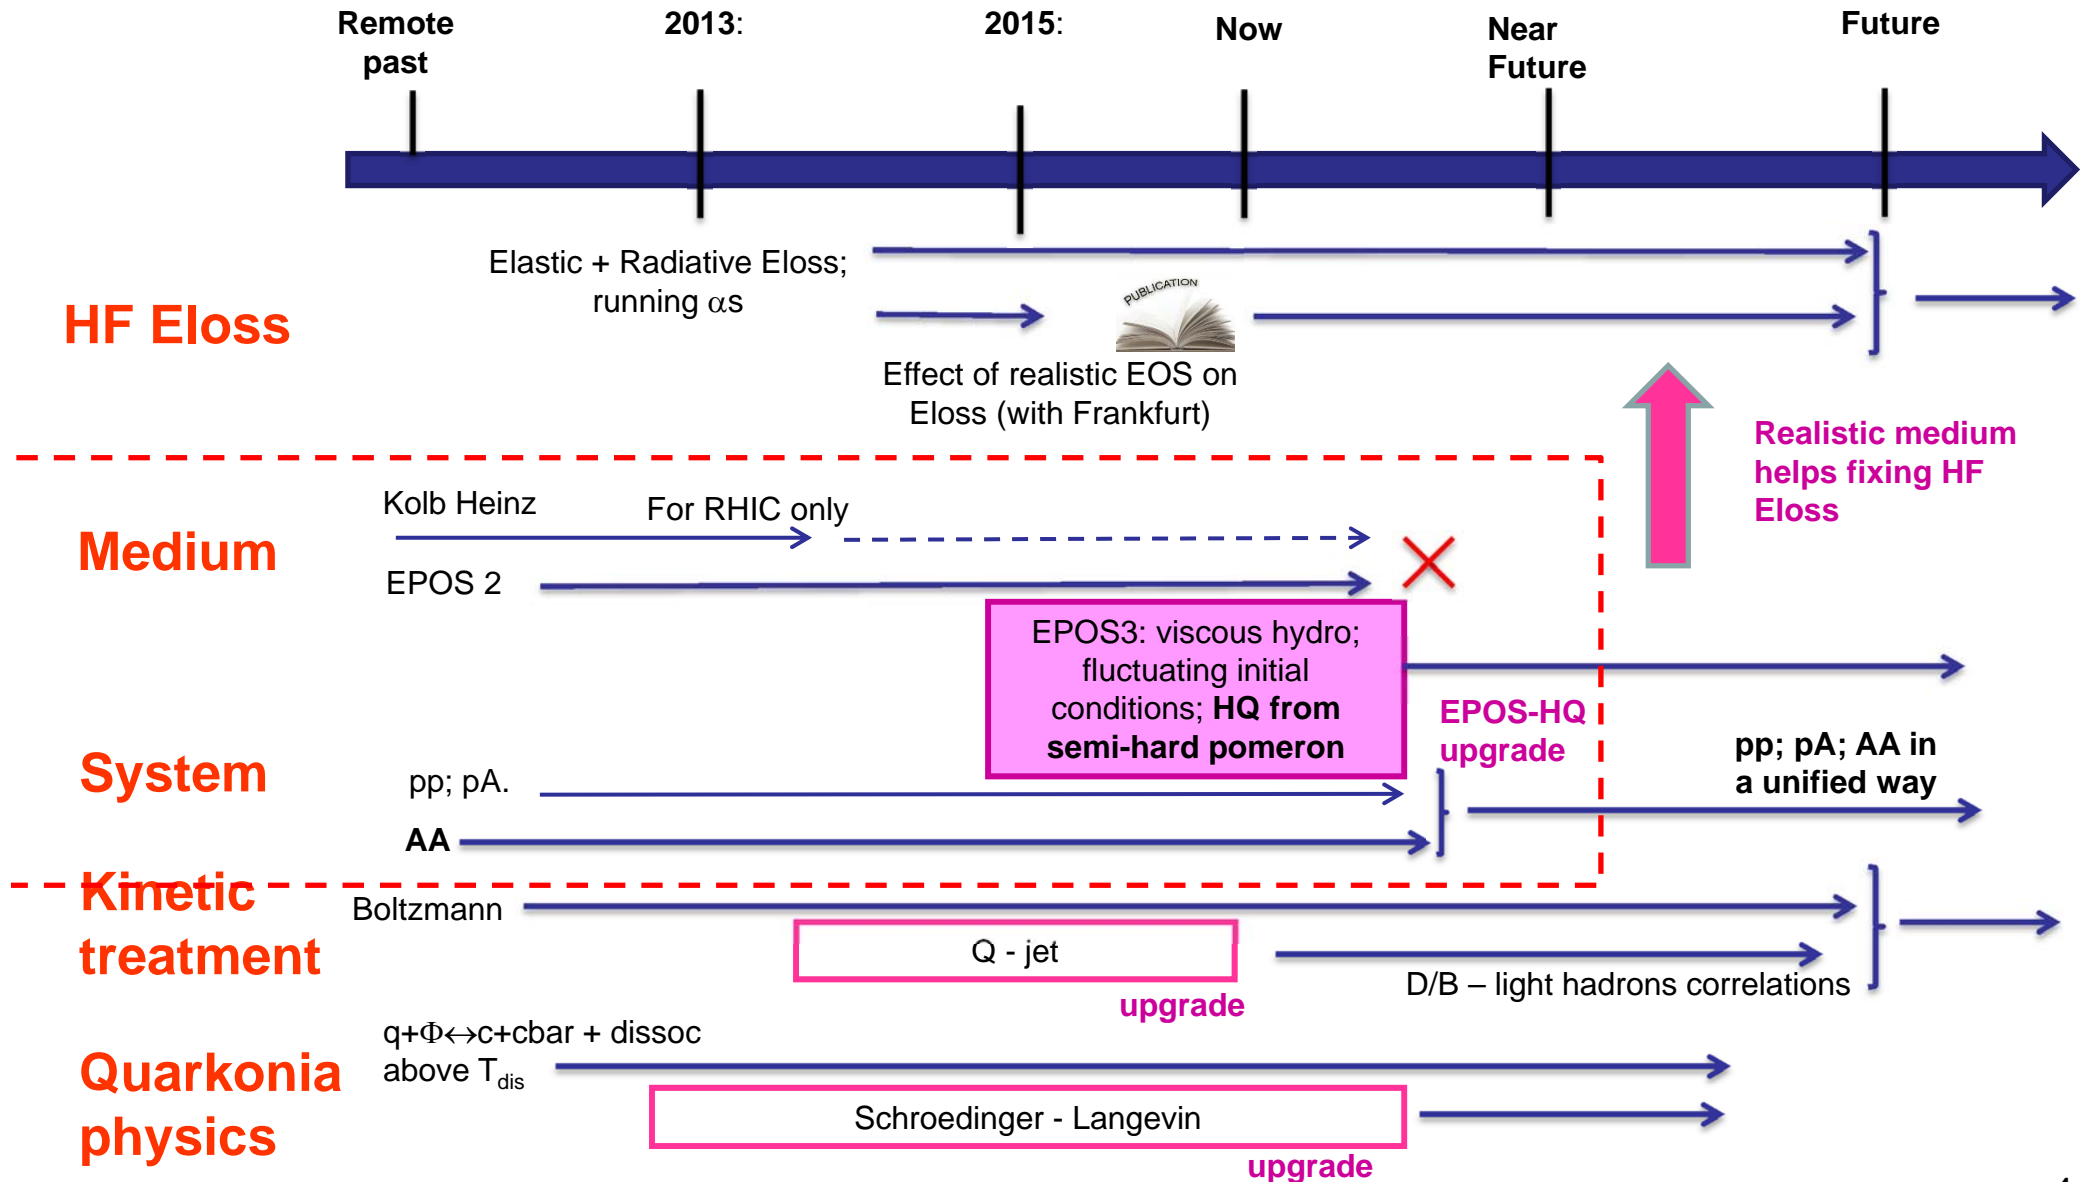 Remote
past
2013:
2015:
Now
Near
Future
Future
HF Eloss
Elastic + Radiative Eloss;
running αs
PUBLICATION
Effect of realistic EOS on
Eloss (with Frankfurt)
Realistic medium
helps fixing HF
Eloss
Medium
Kolb Heinz
For RHIC only
EPOS 2
EPOS3: viscous hydro;
fluctuating initial
conditions; HQ from
semi-hard pomeron
EPOS-HQ
upgrade
System
pp; pA.
AA
pp; pA; AA in
a unified way
Kinetic
treatment
Boltzmann
Q - jet
upgrade
D/B – light hadrons correlations
Quarkonia
physics
q+Φ↔c+cbar + dissoc
above Tdis
Schroedinger - Langevin
upgrade